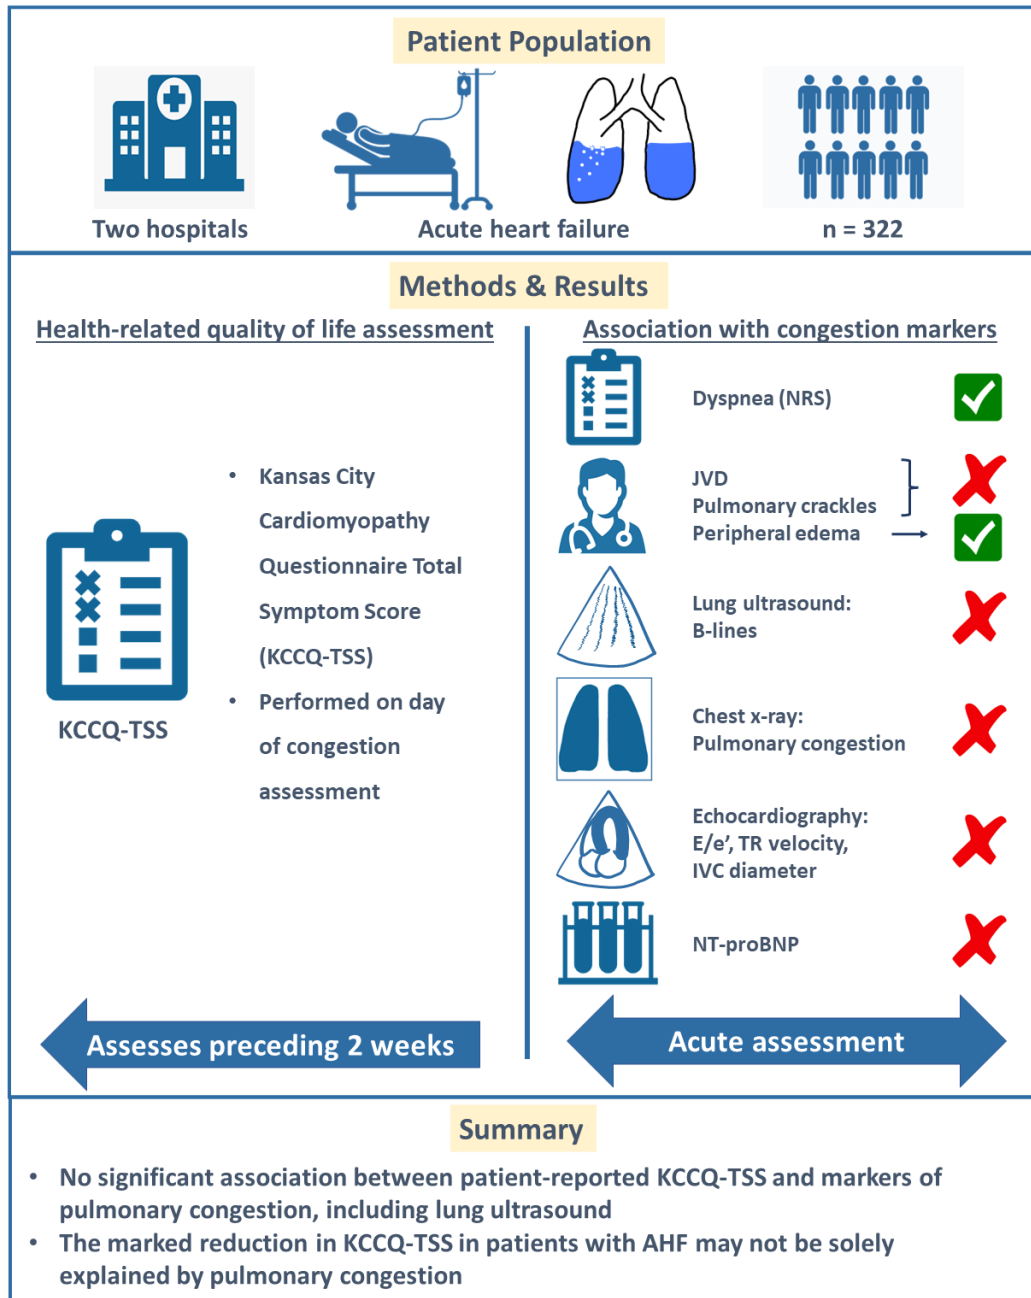 Patient Population
Two hospitals
Acute heart failure
n = 322
Methods & Results
Health-related quality of life assessment
• Kansas City
Cardiomyopathy
Questionnaire Total
Symptom Score
(KCCQ-TSS)
• Performed on day
of congestion
assessment
KCCQ-TSS
Assesses preceding 2 weeks
Association with congestion markers
Dyspnea (NRS)
JVD
Pulmonary crackles
Peripheral edema
Lung ultrasound:
B-lines
Chest x-ray:
Pulmonary congestion
Echocardiography:
E/e’, TR velocity,
IVC diameter
NT-proBNP
Acute assessment
Summary
• No significant association between patient-reported KCCQ-TSS and markers of
pulmonary congestion, including lung ultrasound
• The marked reduction in KCCQ-TSS in patients with AHF may not be solely
explained by pulmonary congestion